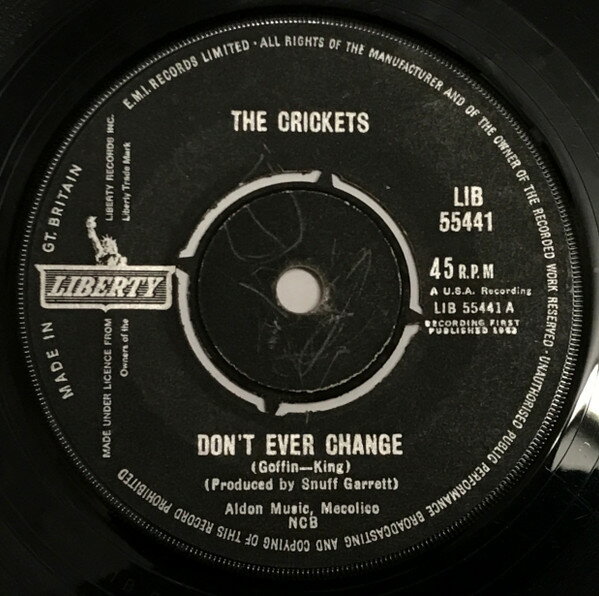 E.M.I. RECORDS LIMITED · ALL RIGHTS OF THE MANUFACTURER AND OF THE OWNER OF THE RECORDED WORK RESERVED · UNAUTHORISED PUBLIC PERFORMANCE BROADCASTING AND COPYING OF THIS RECORD PROHIBITED
MADE IN GT. BRITAIN
THE CRICKETS
LIB
55441
45 R.P.M
A U.S.A. Recording
LIB 55441 A
RECORDING FIRST
PUBLISHED 1962
LIBERTY
MADE UNDER LICENCE FROM LIBERTY RECORDS INC.
Owners of the Liberty Trade Mark
DON'T EVER CHANGE
(Goffin—King)
(Produced by Snuff Garrett)
Aldon Music, Mecolico
NCB